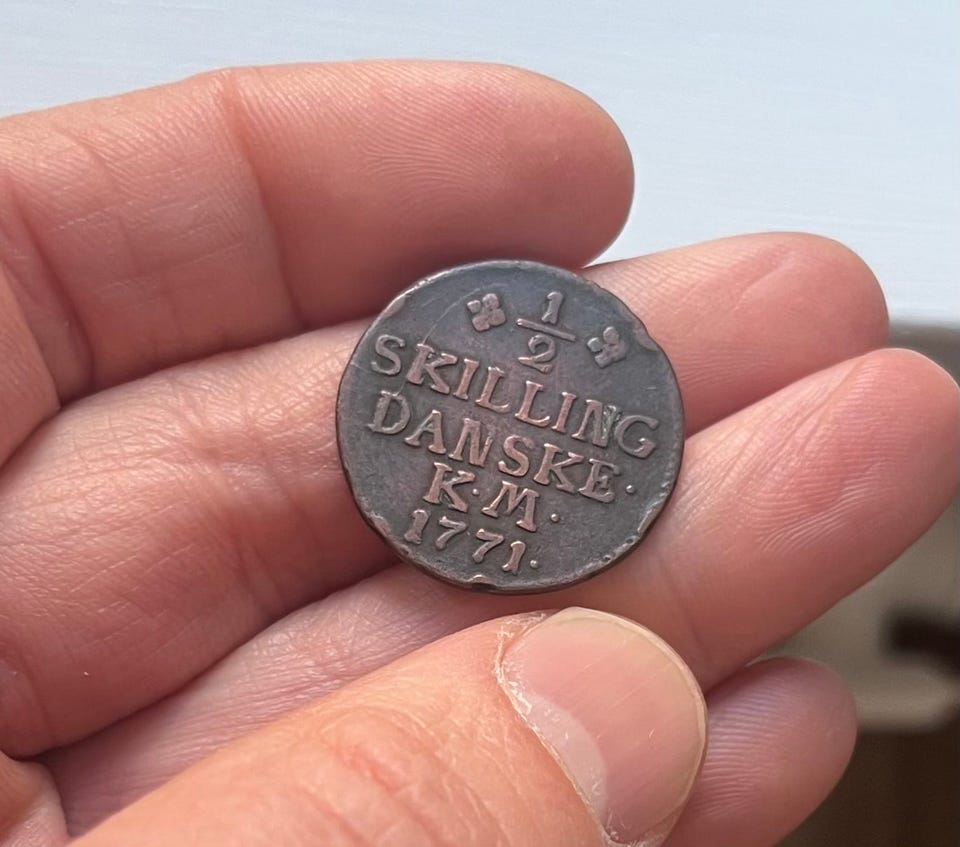 1/2
SKILLING
DANSKE.
K.M.
1771.